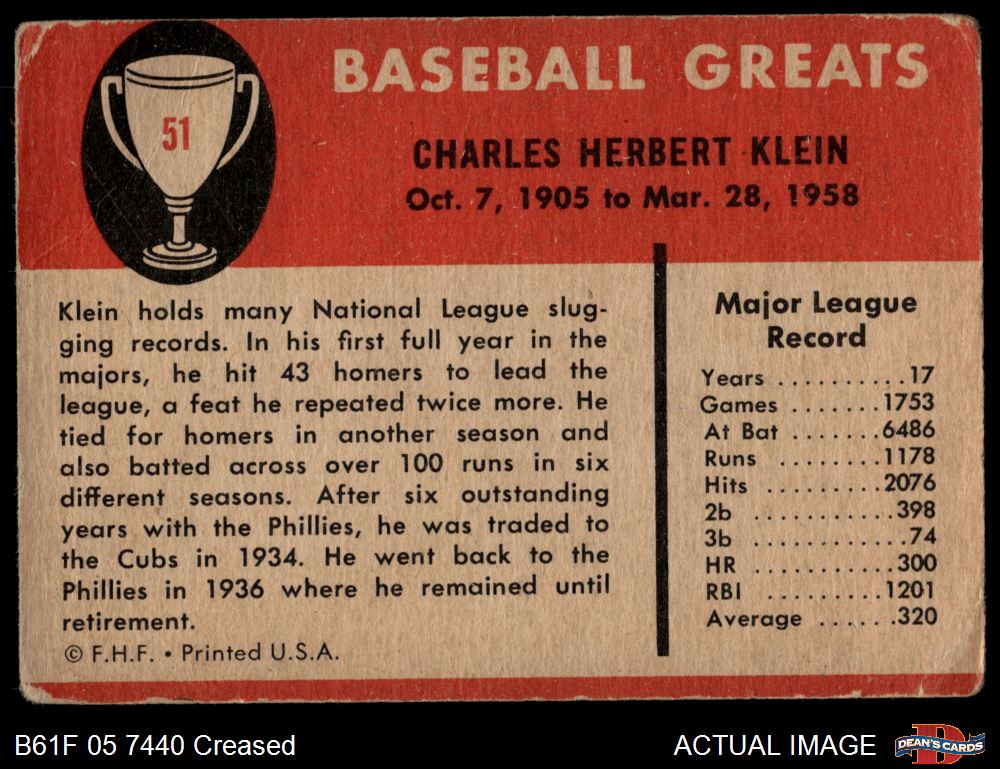 51
BASEBALL GREATS
CHARLES HERBERT KLEIN
Oct. 7, 1905 to Mar. 28, 1958
Klein holds many National League slug-
ging records. In his first full year in the
majors, he hit 43 homers to lead the
league, a feat he repeated twice more. He
tied for homers in another season and
also batted across over 100 runs in six
different seasons. After six outstanding
years with the Phillies, he was traded to
the Cubs in 1934. He went back to the
Phillies in 1936 where he remained until
retirement.
© F.H.F. • Printed U.S.A.
Major League
Record
Years . . . . . . . . . . 17
Games . . . . . . . 1753
At Bat . . . . . . . 6486
Runs . . . . . . . . 1178
Hits . . . . . . . . . 2076
2b . . . . . . . . . . . 398
3b . . . . . . . . . . . . 74
HR . . . . . . . . . . . 300
RBI . . . . . . . . . 1201
Average . . . . . . .320
B61F 05 7440 Creased
ACTUAL IMAGE
D
DEAN'S CARDS